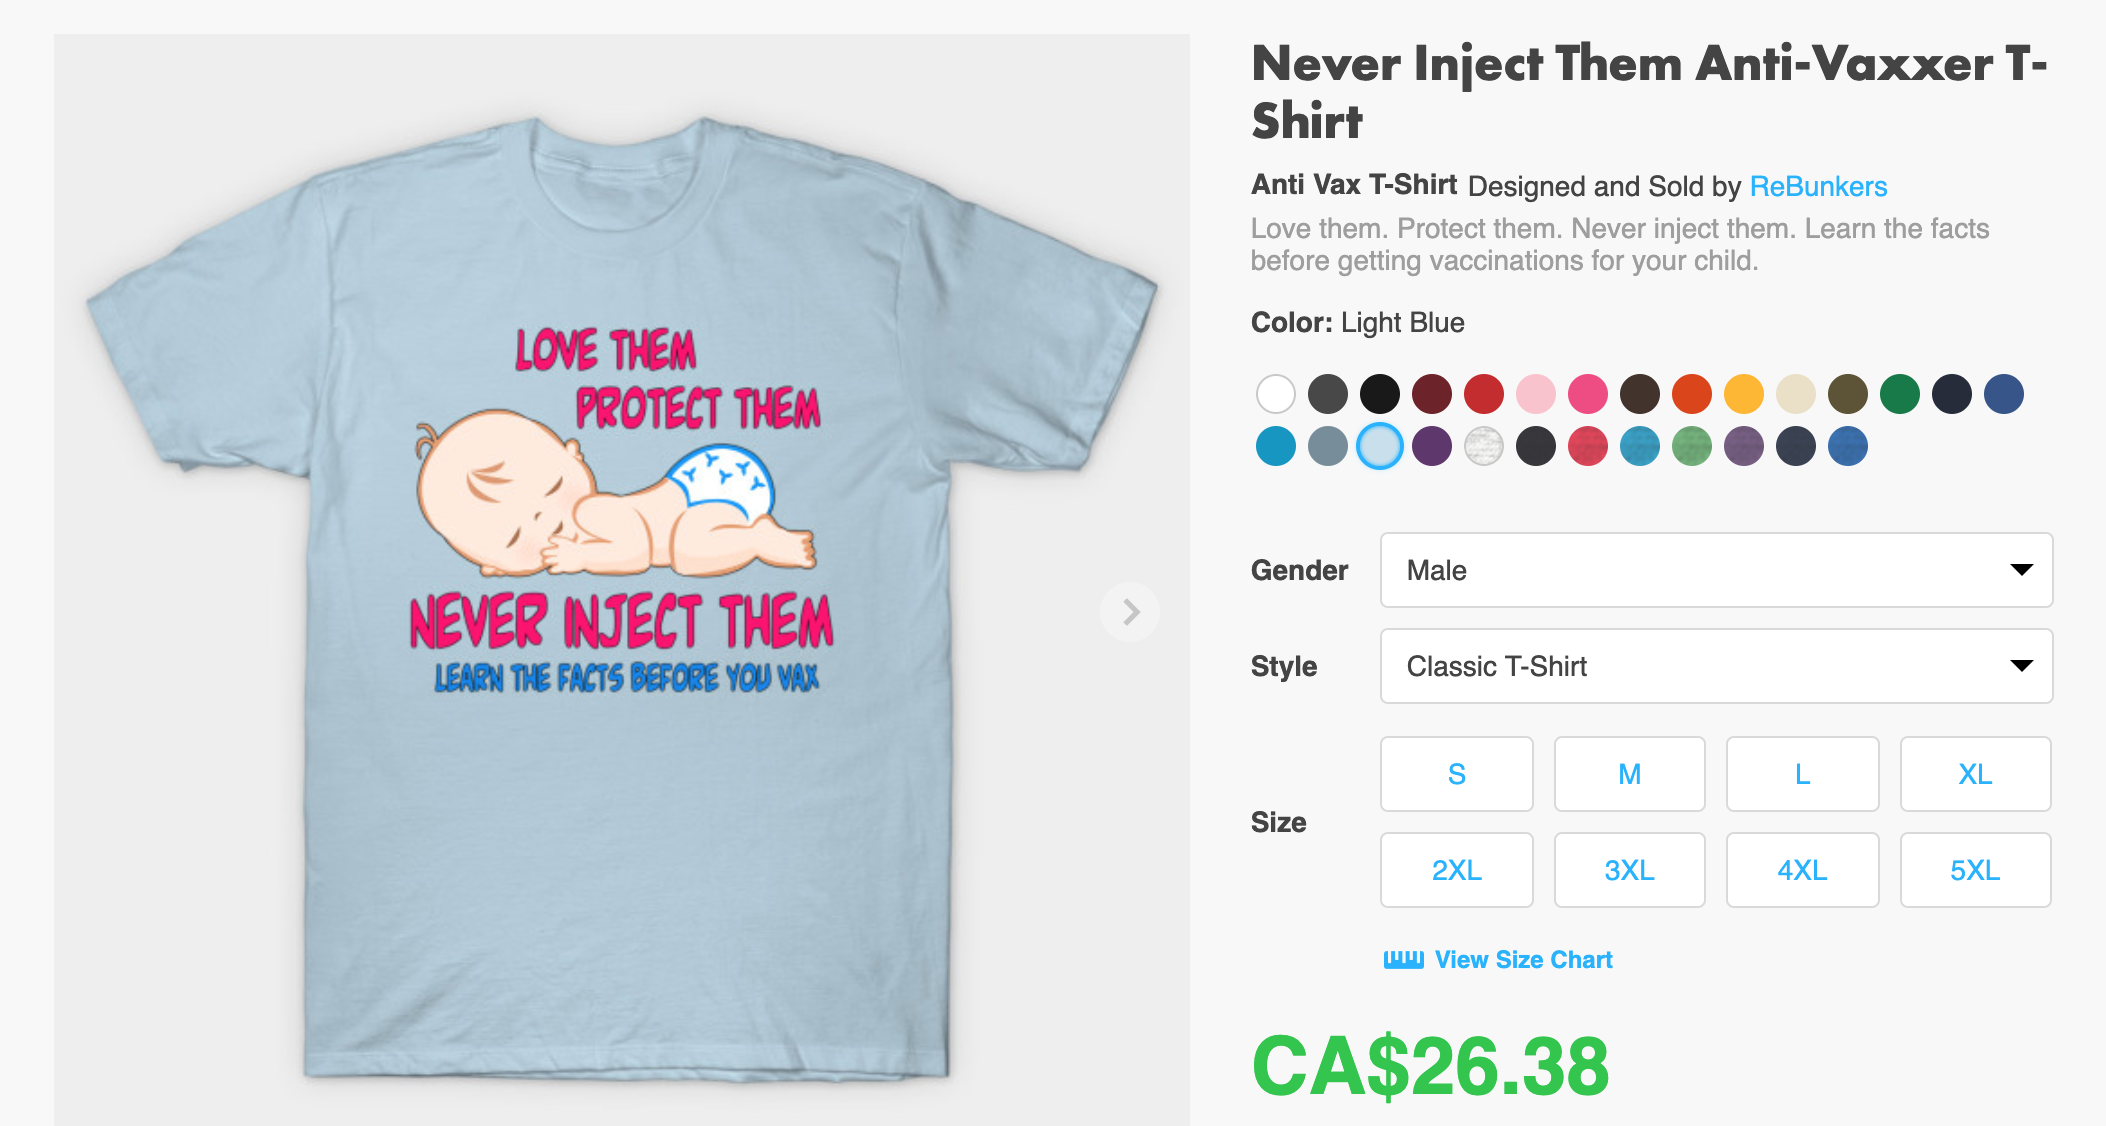 LOVE THEM
PROTECT THEM
NEVER INJECT THEM
LEARN THE FACTS BEFORE YOU VAX
Never Inject Them Anti-Vaxxer T-
Shirt
Anti Vax T-Shirt Designed and Sold by ReBunkers
Love them. Protect them. Never inject them. Learn the facts
before getting vaccinations for your child.
Color: Light Blue
Gender Male
Style Classic T-Shirt
Size
S M L XL
2XL 3XL 4XL 5XL
View Size Chart
CA$26.38